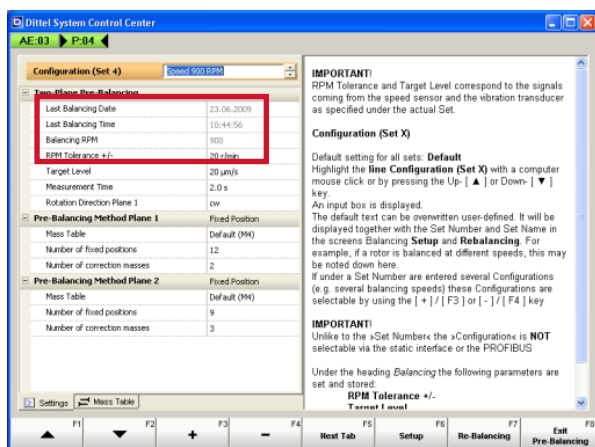 Dittel System Control Center
AE:03 P:04
Configuration (Set 4) Speed 900 RPM
Two-Plane Pre-Balancing
Last Balancing Date 23.06.2009
Last Balancing Time 10:44:56
Balancing RPM 900
RPM Tolerance +/- 20 r/min
Target Level 20 µm/s
Measurement Time 2.0 s
Rotation Direction Plane 1 cw
Pre-Balancing Method Plane 1 Fixed Position
Mass Table Default (M4)
Number of fixed positions 12
Number of correction masses 2
Pre-Balancing Method Plane 2 Fixed Position
Mass Table Default (M4)
Number of fixed positions 9
Number of correction masses 3
Settings Mass Table
IMPORTANT!
RPM Tolerance and Target Level correspond to the signals
coming from the speed sensor and the vibration transducer
as specified under the actual Set.
Configuration (Set X)
Default setting for all sets: Default
Highlight the line Configuration (Set X) with a computer
mouse click or by pressing the Up- [ ▲ ] or Down- [ ▼ ]
key.
An input box is displayed.
The default text can be overwritten user-defined. It will be
displayed together with the Set Number and Set Name in
the screens Balancing Setup and Rebalancing. For
example, if a rotor is balanced at different speeds, this may
be noted down here.
If under a Set Number are entered several Configurations
(e.g. several balancing speeds) these Configurations are
selectable by using the [ + ] / [ F3 ] or [ - ] / [ F4 ] key
IMPORTANT!
Unlike to the »Set Number« the »Configuration« is NOT
selectable via the static interface or the PROFIBUS
Under the heading Balancing the following parameters are
set and stored:
RPM Tolerance +/-
Target Level
F1 F2 F3 F4 F5 F6 F7 F8
▲ ▼ + - Next Tab Setup Re-Balancing Exit
Pre-Balancing